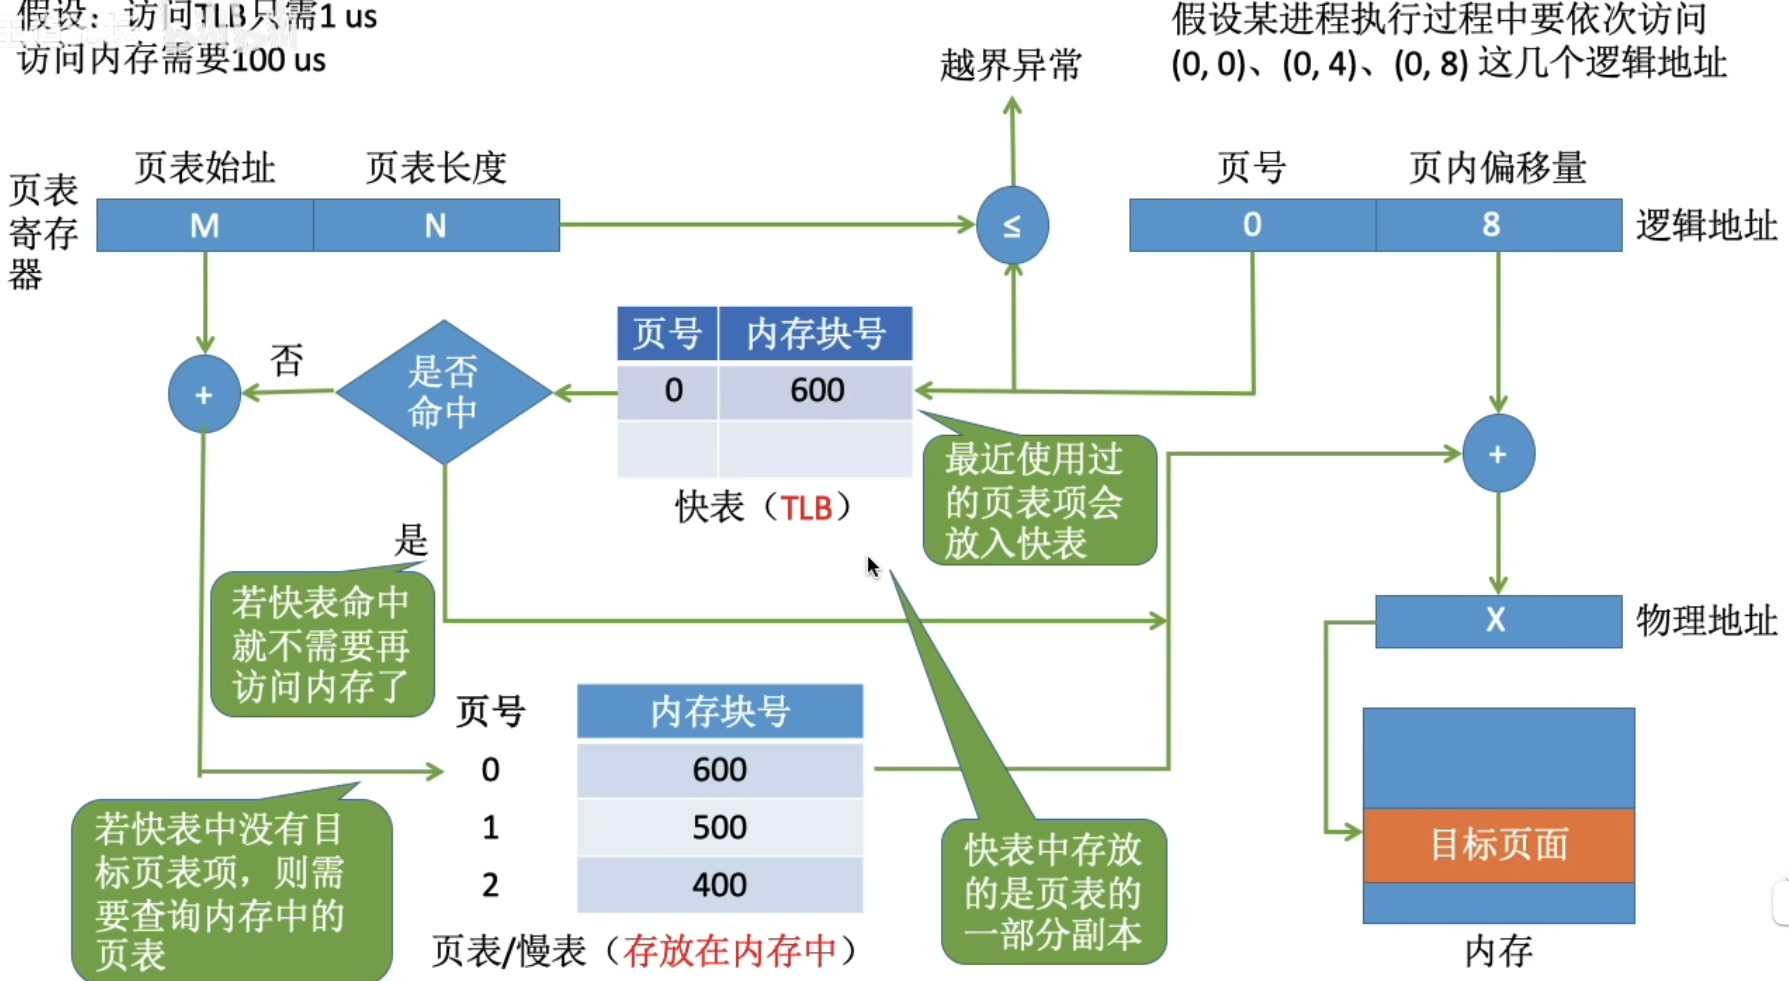 假设：访问TLB只需1 us
访问内存需要100 us
假设某进程执行过程中要依次访问
(0, 0)、(0, 4)、(0, 8) 这几个逻辑地址
越界异常
页表始址
页表长度
页号
页内偏移量
页表
寄存
器
M
N
≤
0
8
逻辑地址
页号
内存块号
0
600
快表（TLB）
是否
命中
否
+
是
最近使用过
的页表项会
放入快表
+
若快表命中
就不需要再
访问内存了
X
物理地址
页号
内存块号
0
600
1
500
2
400
页表/慢表（存放在内存中）
若快表中没有目
标页表项，则需
要查询内存中的
页表
快表中存放
的是页表的
一部分副本
目标页面
内存